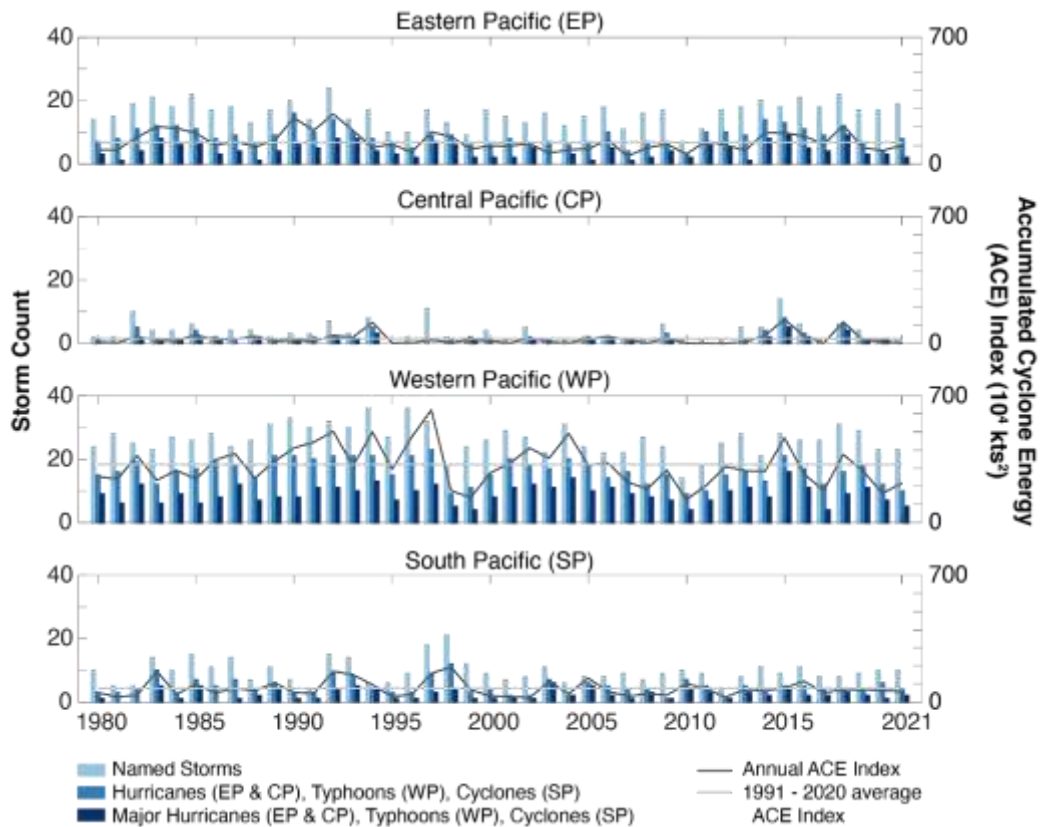 Eastern Pacific (EP)
40 700
20
0 0
Central Pacific (CP)
40 700
20
0 0
Western Pacific (WP)
40 700
20
0 0
South Pacific (SP)
40 700
20
0 0
1980 1985 1990 1995 2000 2005 2010 2015 2021
Storm Count
Accumulated Cyclone Energy
(ACE) Index (10⁴ kts²)
Named Storms
Hurricanes (EP & CP), Typhoons (WP), Cyclones (SP)
Major Hurricanes (EP & CP), Typhoons (WP), Cyclones (SP)
Annual ACE Index
1991 - 2020 average
ACE Index